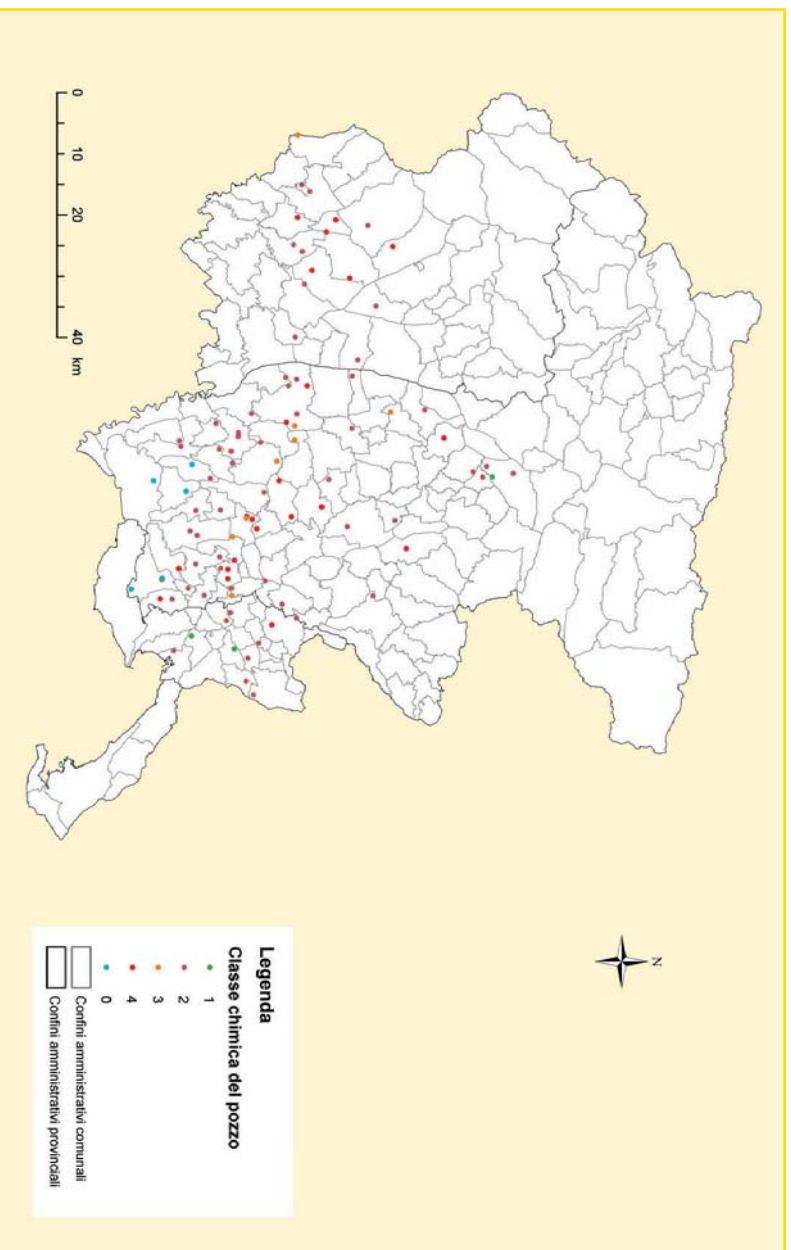 0
10
20
40
km
N
Legenda
Classe chimica del pozzo
1
2
3
4
0
Confini amministrativi comunali
Confini amministrativi provinciali